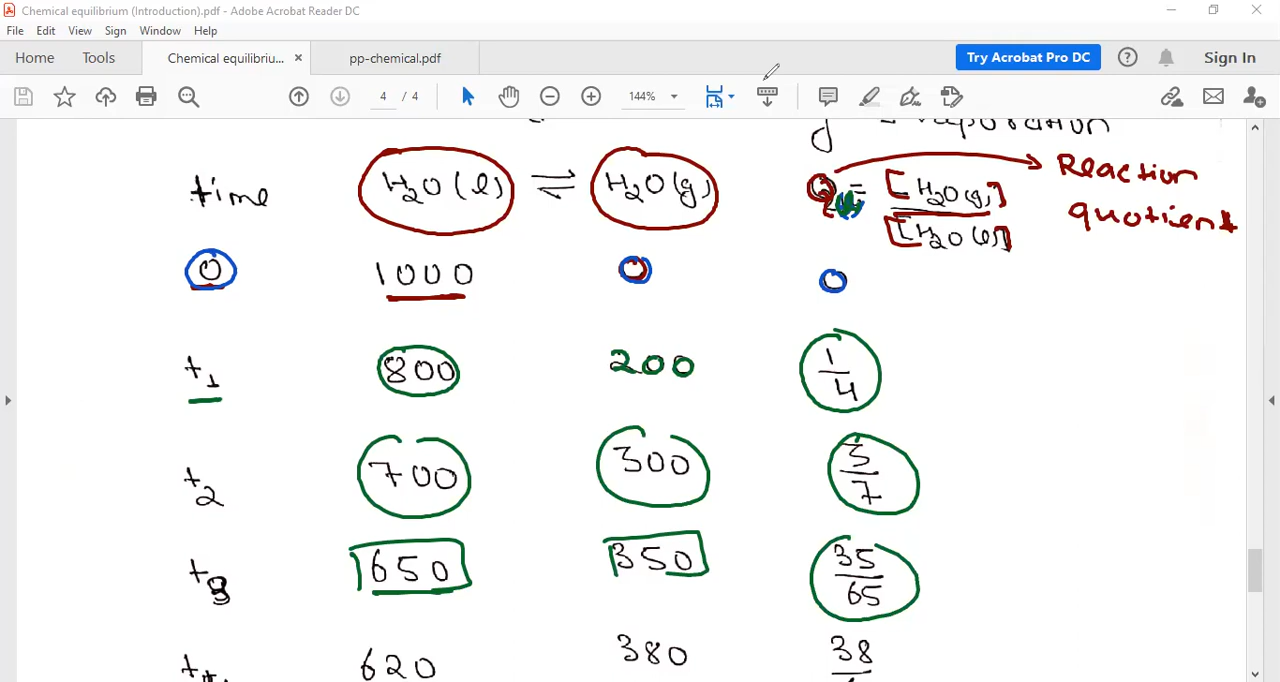 Chemical equilibrium (Introduction).pdf - Adobe Acrobat Reader DC
File Edit View Sign Window Help
Home Tools Chemical equilibriu... × pp-chemical.pdf Try Acrobat Pro DC Sign In
4 / 4 144%
time H₂O(l) ⇌ H₂O(g) Q = [H₂O(g)] / [H₂O(l)] → Reaction quotient
0 1000 0 0
t₁ 800 200 1/4
t₂ 700 300 3/7
t₃ 650 350 35/65
620 380 38